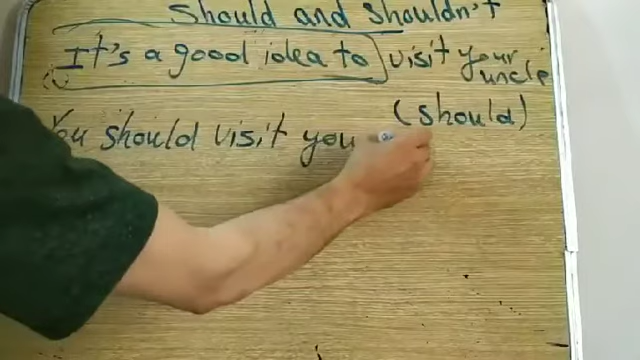 should and shouldn't
It's a good idea to visit your
uncle
(should)
You should visit you